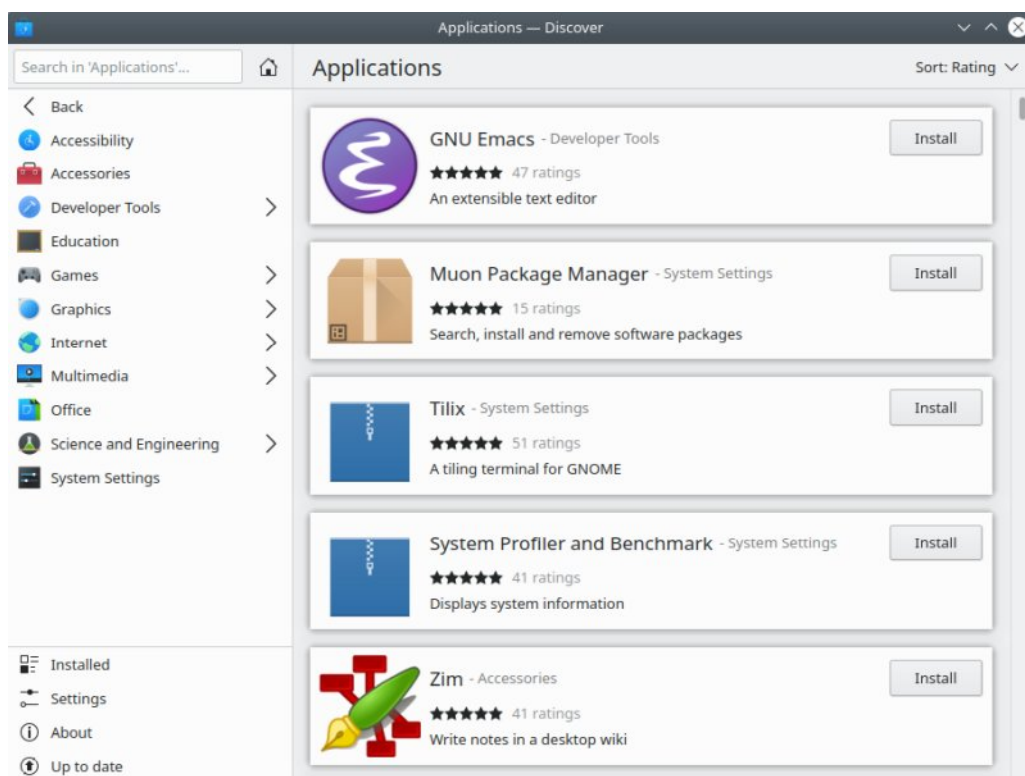 Applications — Discover
Search in 'Applications'...
Applications
Sort: Rating
Back
Accessibility
Accessories
Developer Tools
Education
Games
Graphics
Internet
Multimedia
Office
Science and Engineering
System Settings
Installed
Settings
About
Up to date
GNU Emacs - Developer Tools
Install
47 ratings
An extensible text editor
Muon Package Manager - System Settings
Install
15 ratings
Search, install and remove software packages
Tilix - System Settings
Install
51 ratings
A tiling terminal for GNOME
System Profiler and Benchmark - System Settings
Install
41 ratings
Displays system information
Zim - Accessories
Install
41 ratings
Write notes in a desktop wiki